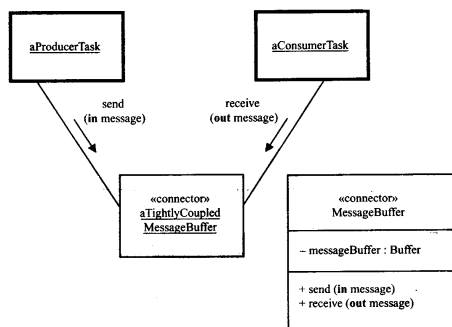 aProducerTask
aConsumerTask
send
(in message)
receive
(out message)
«connector»
aTightlyCoupled
MessageBuffer
«connector»
MessageBuffer
– messageBuffer : Buffer
+ send (in message)
+ receive (out message)